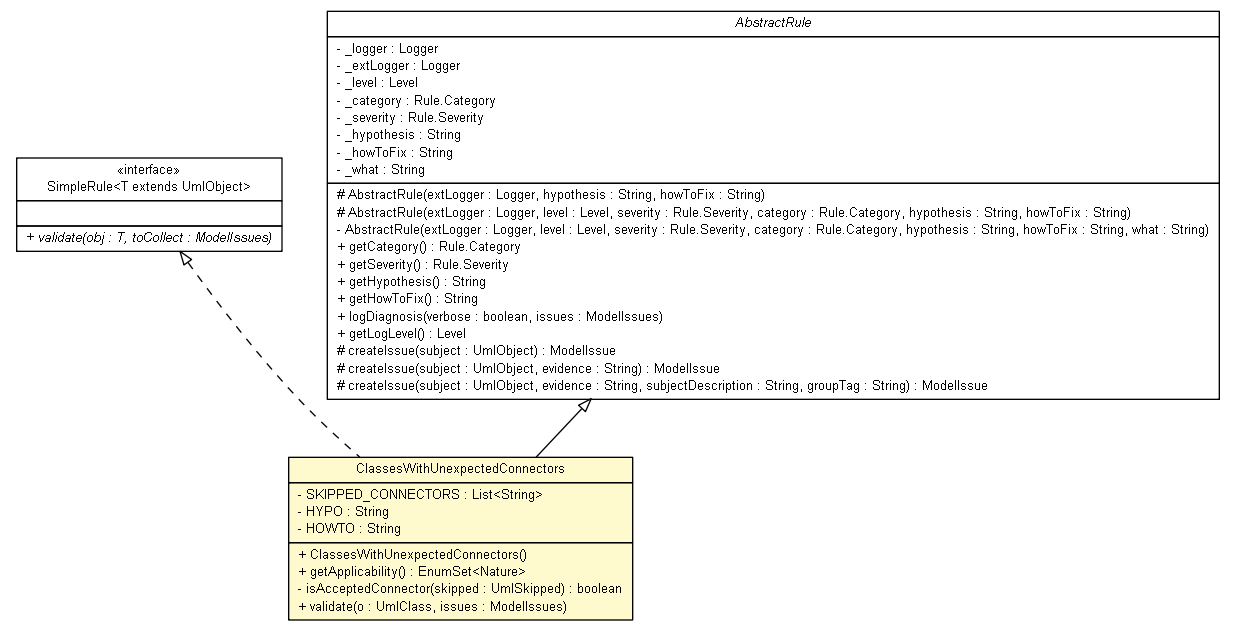 AbstractRule
- _logger : Logger
- _extLogger : Logger
- _level : Level
- _category : Rule.Category
- _severity : Rule.Severity
- _hypothesis : String
- _howToFix : String
- _what : String
# AbstractRule(extLogger : Logger, hypothesis : String, howToFix : String)
# AbstractRule(extLogger : Logger, level : Level, severity : Rule.Severity, category : Rule.Category, hypothesis : String, howToFix : String)
- AbstractRule(extLogger : Logger, level : Level, severity : Rule.Severity, category : Rule.Category, hypothesis : String, howToFix : String, what : String)
+ getCategory() : Rule.Category
+ getSeverity() : Rule.Severity
+ getHypothesis() : String
+ getHowToFix() : String
+ logDiagnosis(verbose : boolean, issues : ModelIssues)
+ getLogLevel() : Level
# createIssue(subject : UmlObject) : ModelIssue
# createIssue(subject : UmlObject, evidence : String) : ModelIssue
# createIssue(subject : UmlObject, evidence : String, subjectDescription : String, groupTag : String) : ModelIssue
«interface»
SimpleRule<T extends UmlObject>
+ validate(obj : T, toCollect : ModelIssues)
ClassesWithUnexpectedConnectors
- SKIPPED_CONNECTORS : List<String>
- HYPO : String
- HOWTO : String
+ ClassesWithUnexpectedConnectors()
+ getApplicability() : EnumSet<Nature>
- isAcceptedConnector(skipped : UmlSkipped) : boolean
+ validate(o : UmlClass, issues : ModelIssues)